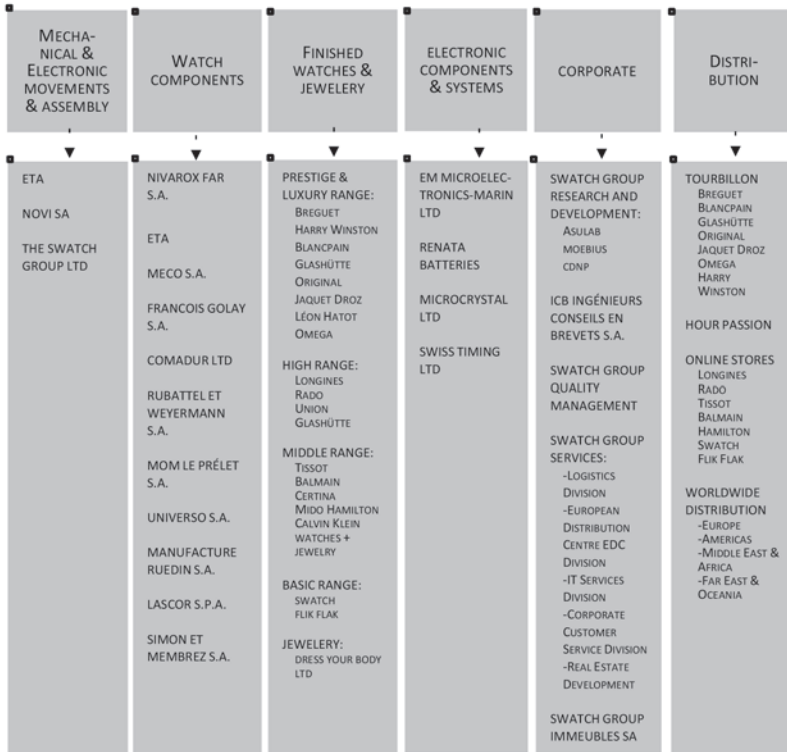 MECHA-
NICAL &
ELECTRONIC
MOVEMENTS
& ASSEMBLY
WATCH
COMPONENTS
FINISHED
WATCHES &
JEWELERY
ELECTRONIC
COMPONENTS
& SYSTEMS
CORPORATE
DISTRI-
BUTION
ETA
NOVI SA
THE SWATCH
GROUP LTD
NIVAROX FAR
S.A.
ETA
MECO S.A.
FRANCOIS GOLAY
S.A.
COMADUR LTD
RUBATTEL ET
WEYERMANN
S.A.
MOM LE PRÉLET
S.A.
UNIVERSO S.A.
MANUFACTURE
RUEDIN S.A.
LASCOR S.P.A.
SIMON ET
MEMBREZ S.A.
PRESTIGE &
LUXURY RANGE:
BREGUET
HARRY WINSTON
BLANCPAIN
GLASHÜTTE
ORIGINAL
JAQUET DROZ
LÉON HATOT
OMEGA
HIGH RANGE:
LONGINES
RADO
UNION
GLASHÜTTE
MIDDLE RANGE:
TISSOT
BALMAIN
CERTINA
MIDO HAMILTON
CALVIN KLEIN
WATCHES +
JEWELRY
BASIC RANGE:
SWATCH
FLIK FLAK
JEWELERY:
DRESS YOUR BODY
LTD
EM MICROELEC-
TRONICS-MARIN
LTD
RENATA
BATTERIES
MICROCRYSTAL
LTD
SWISS TIMING
LTD
SWATCH GROUP
RESEARCH AND
DEVELOPMENT:
ASULAB
MOEBIUS
CDNP
ICB INGÉNIEURS
CONSEILS EN
BREVETS S.A.
SWATCH GROUP
QUALITY
MANAGEMENT
SWATCH GROUP
SERVICES:
-LOGISTICS
DIVISION
-EUROPEAN
DISTRIBUTION
CENTRE EDC
DIVISION
-IT SERVICES
DIVISION
-CORPORATE
CUSTOMER
SERVICE DIVISION
-REAL ESTATE
DEVELOPMENT
SWATCH GROUP
IMMEUBLES SA
TOURBILLON
BREGUET
BLANCPAIN
GLASHÜTTE
ORIGINAL
JAQUET DROZ
OMEGA
HARRY
WINSTON
HOUR PASSION
ONLINE STORES
LONGINES
RADO
TISSOT
BALMAIN
HAMILTON
SWATCH
FLIK FLAK
WORLDWIDE
DISTRIBUTION
-EUROPE
-AMERICAS
-MIDDLE EAST &
AFRICA
-FAR EAST &
OCEANIA